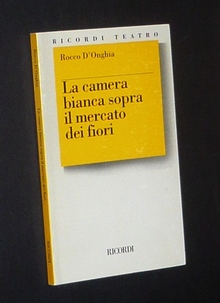 RICORDI TEATRO
Rocco D'Onghia
La camera
bianca sopra
il mercato
dei fiori
RICORDI